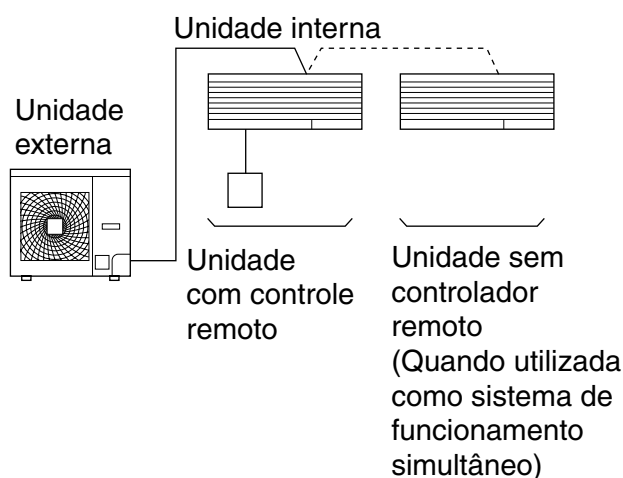 Unidade interna
Unidade
externa
Unidade
com controle
remoto
Unidade sem
controlador
remoto
(Quando utilizada
como sistema de
funcionamento
simultâneo)